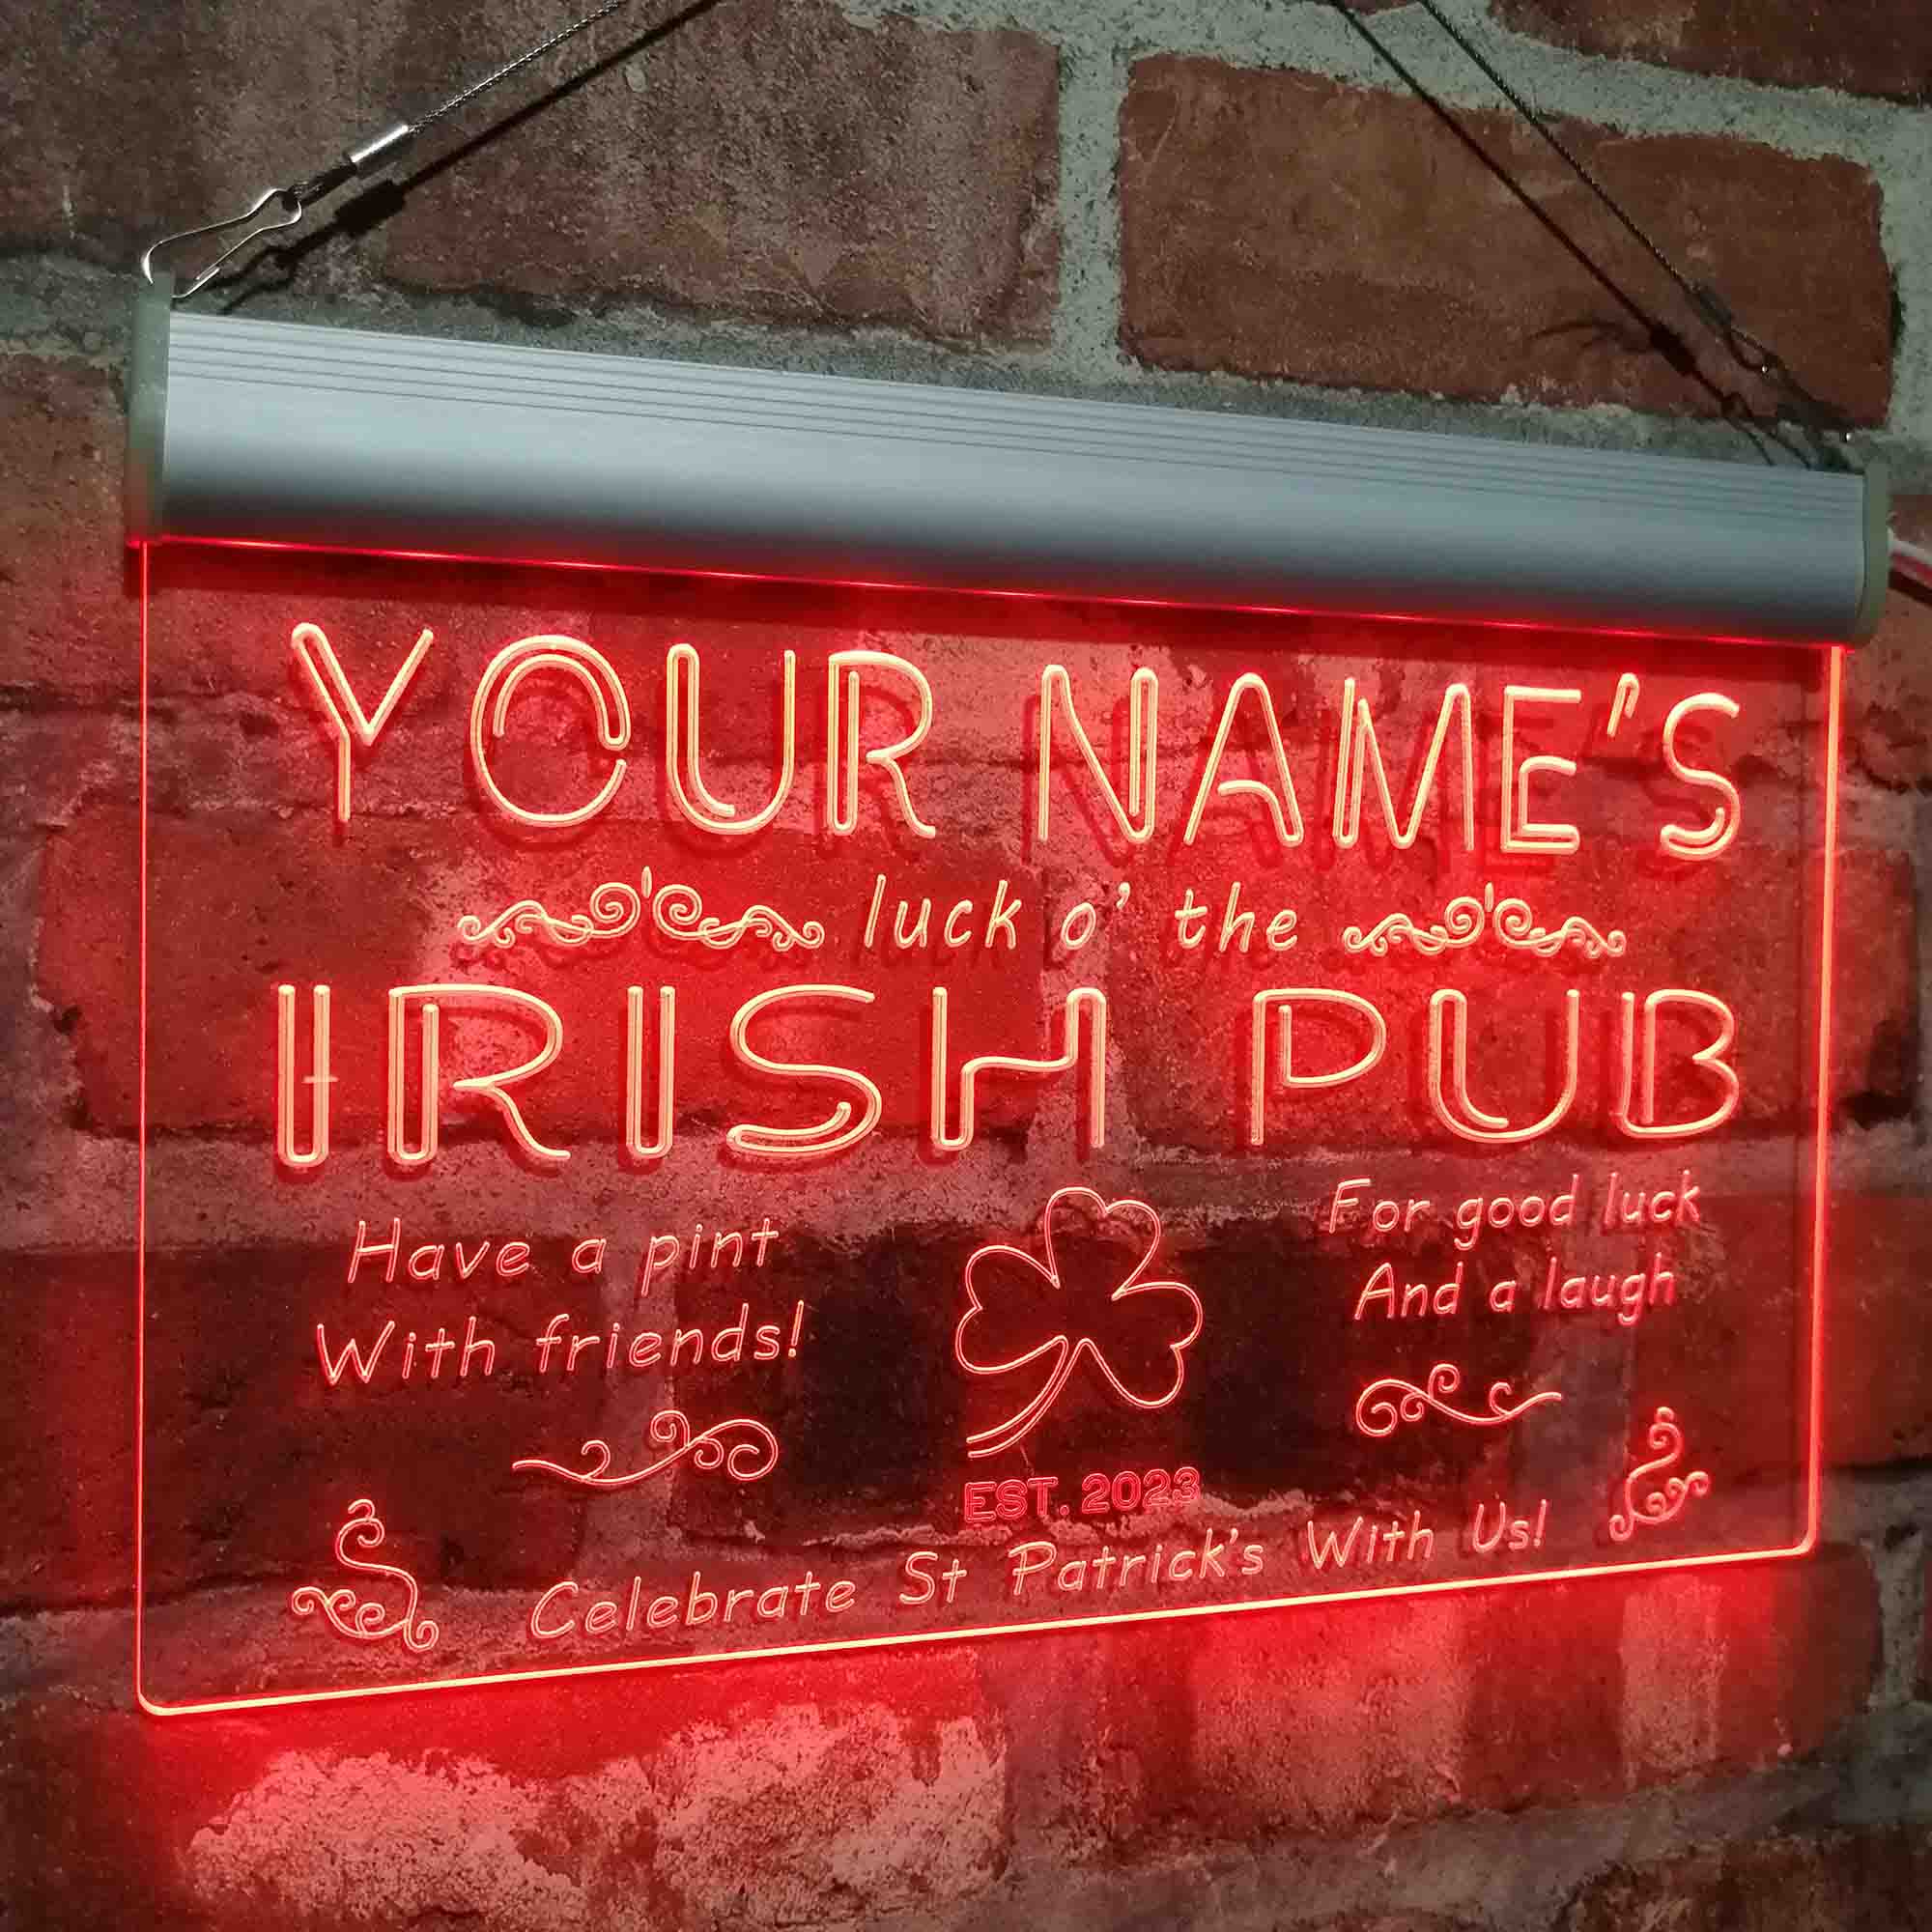 YOUR NAME'S
luck o' the
IRISH PUB
Have a pint
With friends!
For good luck
And a laugh
EST. 2023
Celebrate St Patrick's With Us!